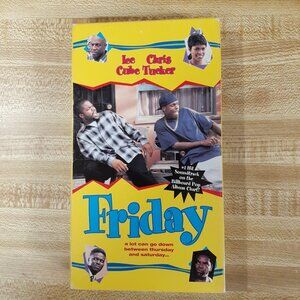 Ice Chris
Cube Tucker
#1 Hit
Soundtrack
on the
Billboard Pop
Album Chart!
Friday
a lot can go down
between thursday
and saturday...